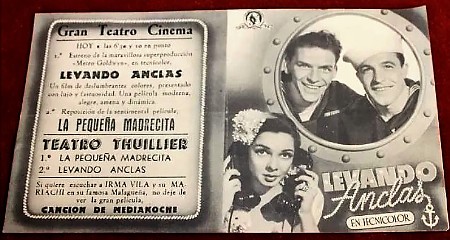 Gran Teatro Cinema
HOY a las 6'30 y 10 en punto
1.º Estreno de la maravillosa superproducción
«Metro Goldwyn», en tecnicolor.
LEVANDO ANCLAS
Un film de deslumbrantes colores, presentado
con lujo y fastuosidad. Una película moderna,
alegre, amena y dinámica.
2.º Reposición de la sentimental película,
LA PEQUEÑA MADRECITA
TEATRO THUILLIER
1.º LA PEQUEÑA MADRECITA
2.º LEVANDO ANCLAS
Si quiere escuchar a IRMA VILA y su MA-
RIACHI en su famosa Malagueña, no deje
de ver la gran película,
CANCION DE MEDIANOCHE
LEVANDO
Anclas
EN TECNICOLOR